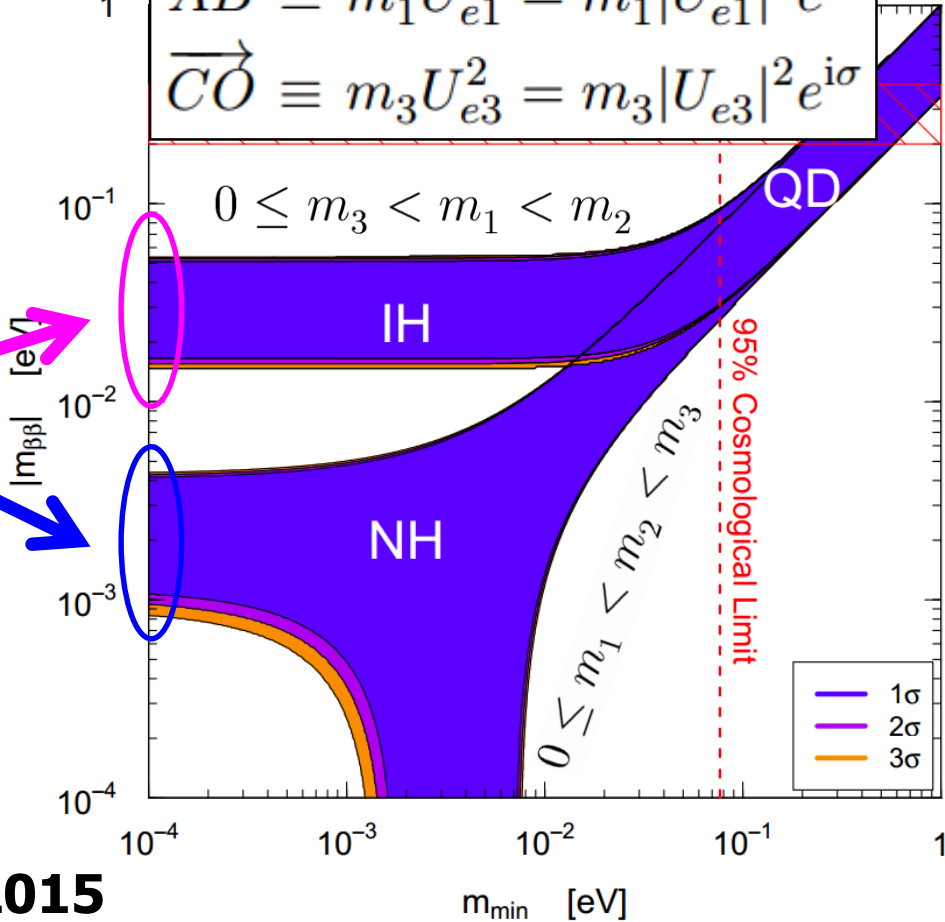 1
CO ≡ m₃U²ₑ₃ = m₃|Uₑ₃|²e^{iσ}
0 ≤ m₃ < m₁ < m₂
QD
10⁻¹
IH
|m_ββ| [eV]
10⁻²
95% Cosmological Limit
0 ≤ m₁ < m₂ < m₃
NH
10⁻³
1σ
2σ
3σ
10⁻⁴
10⁻⁴ 10⁻³ 10⁻² 10⁻¹ 1
m_min [eV]